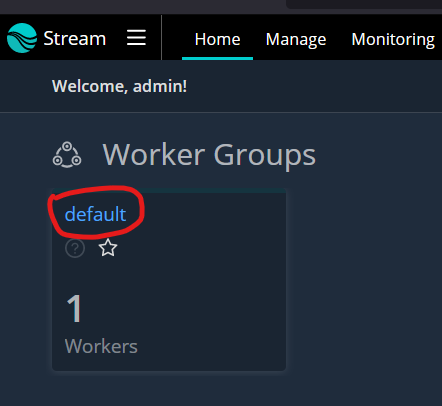 Stream Home Manage Monitoring
Welcome, admin!
Worker Groups
default
?
1
Workers